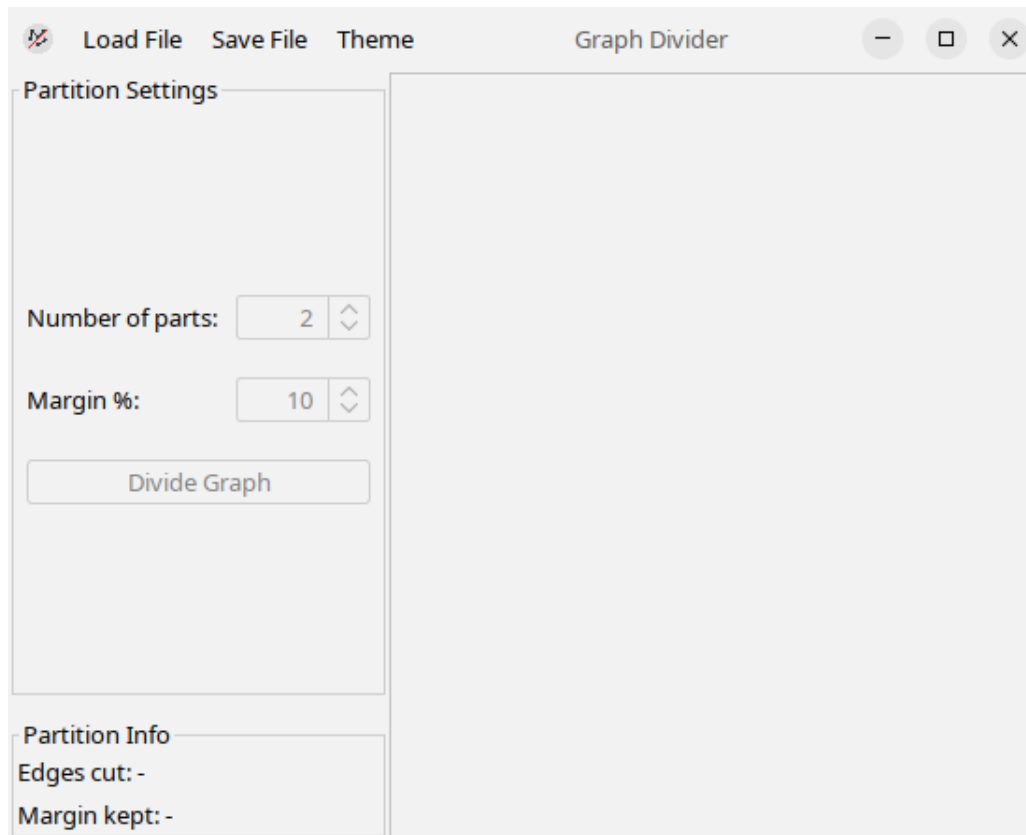 Load File Save File Theme Graph Divider
Partition Settings
Number of parts: 2
Margin %: 10
Divide Graph
Partition Info
Edges cut: -
Margin kept: -